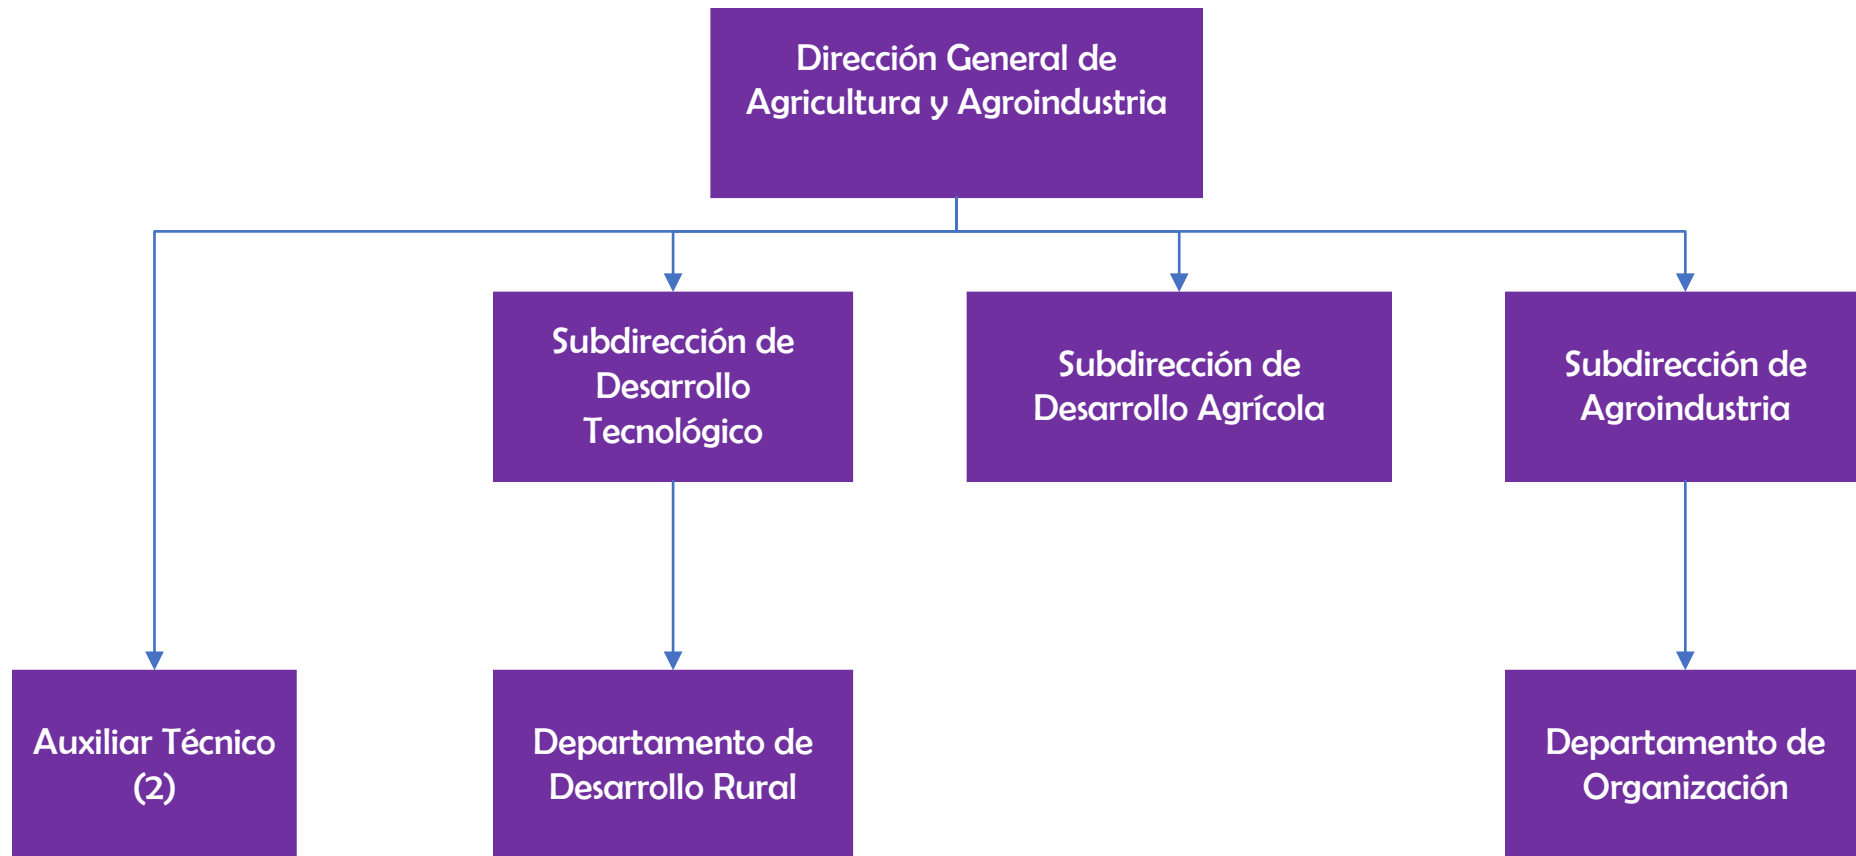 Dirección General de
Agricultura y Agroindustria
Subdirección de
Desarrollo
Tecnológico
Subdirección de
Desarrollo Agrícola
Subdirección de
Agroindustria
Auxiliar Técnico
(2)
Departamento de
Desarrollo Rural
Departamento de
Organización